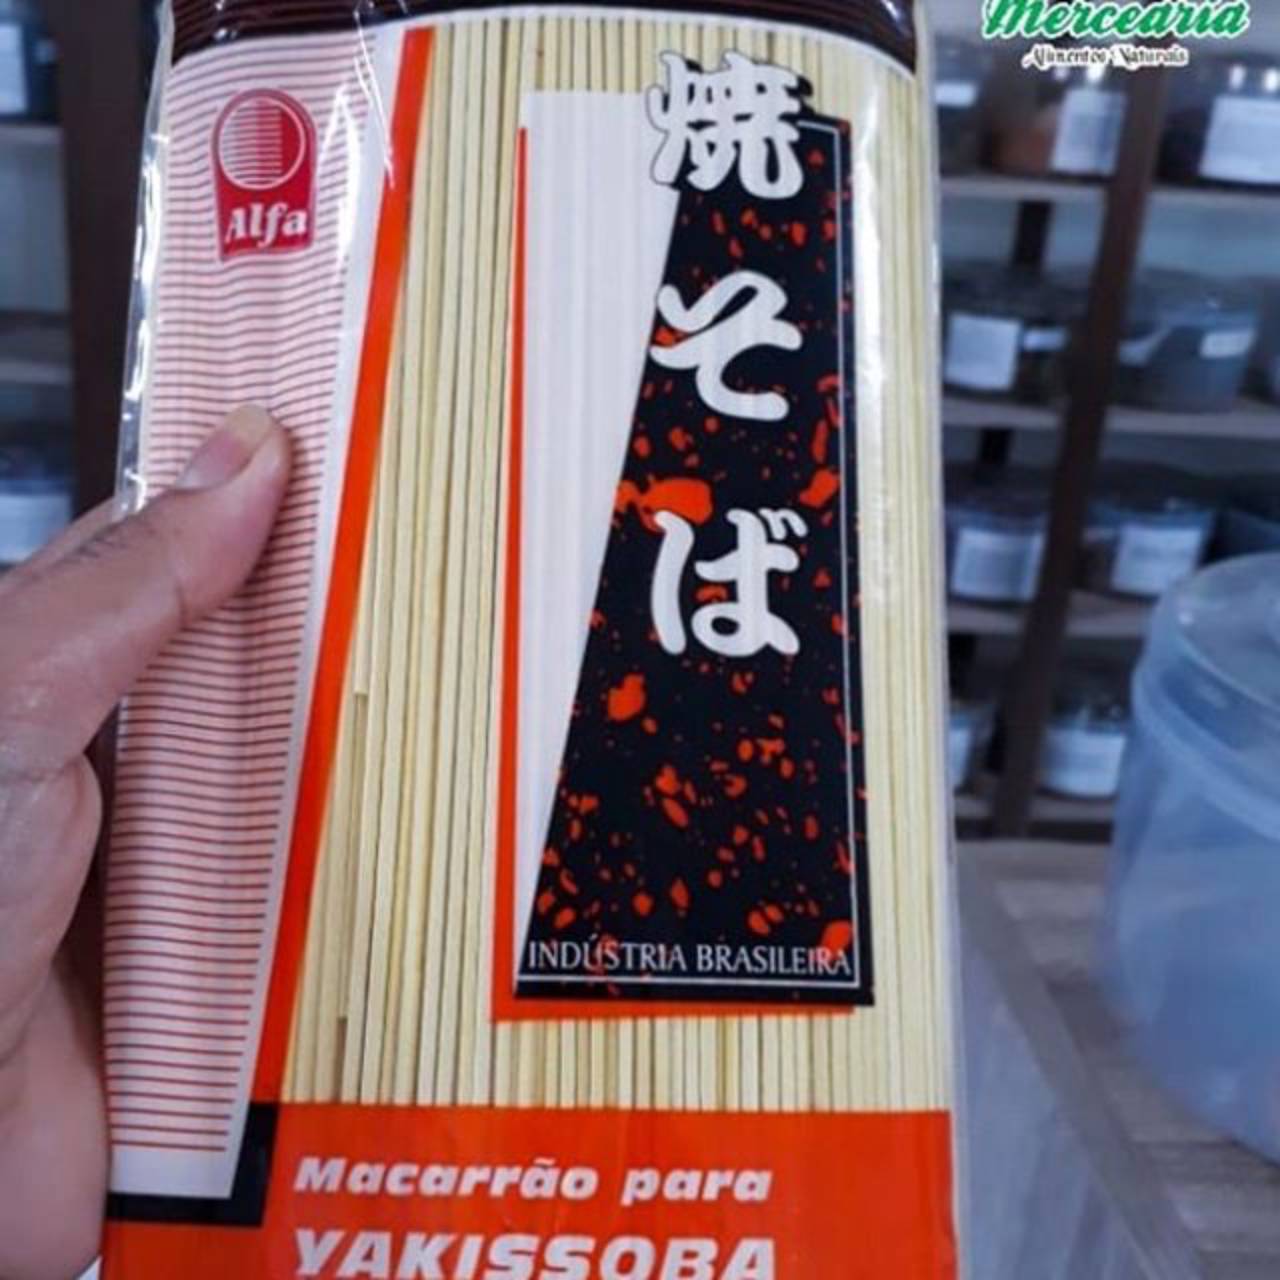 Mercearia
Alimentos Naturais
Alfa
焼そば
INDÚSTRIA BRASILEIRA
Macarrão para
YAKISSOBA